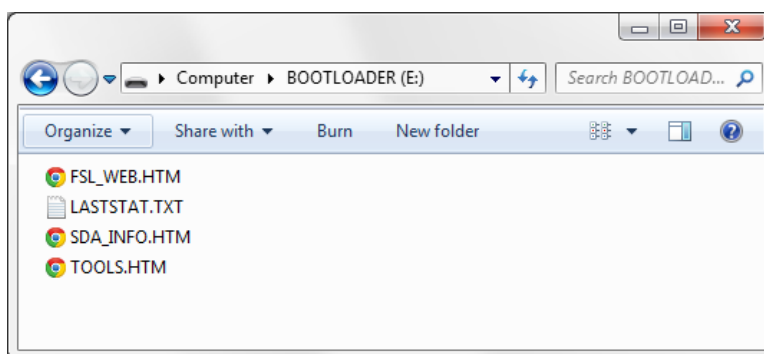 Computer BOOTLOADER (E:) Search BOOTLOAD...
Organize Share with Burn New folder
FSL_WEB.HTM
LASTSTAT.TXT
SDA_INFO.HTM
TOOLS.HTM